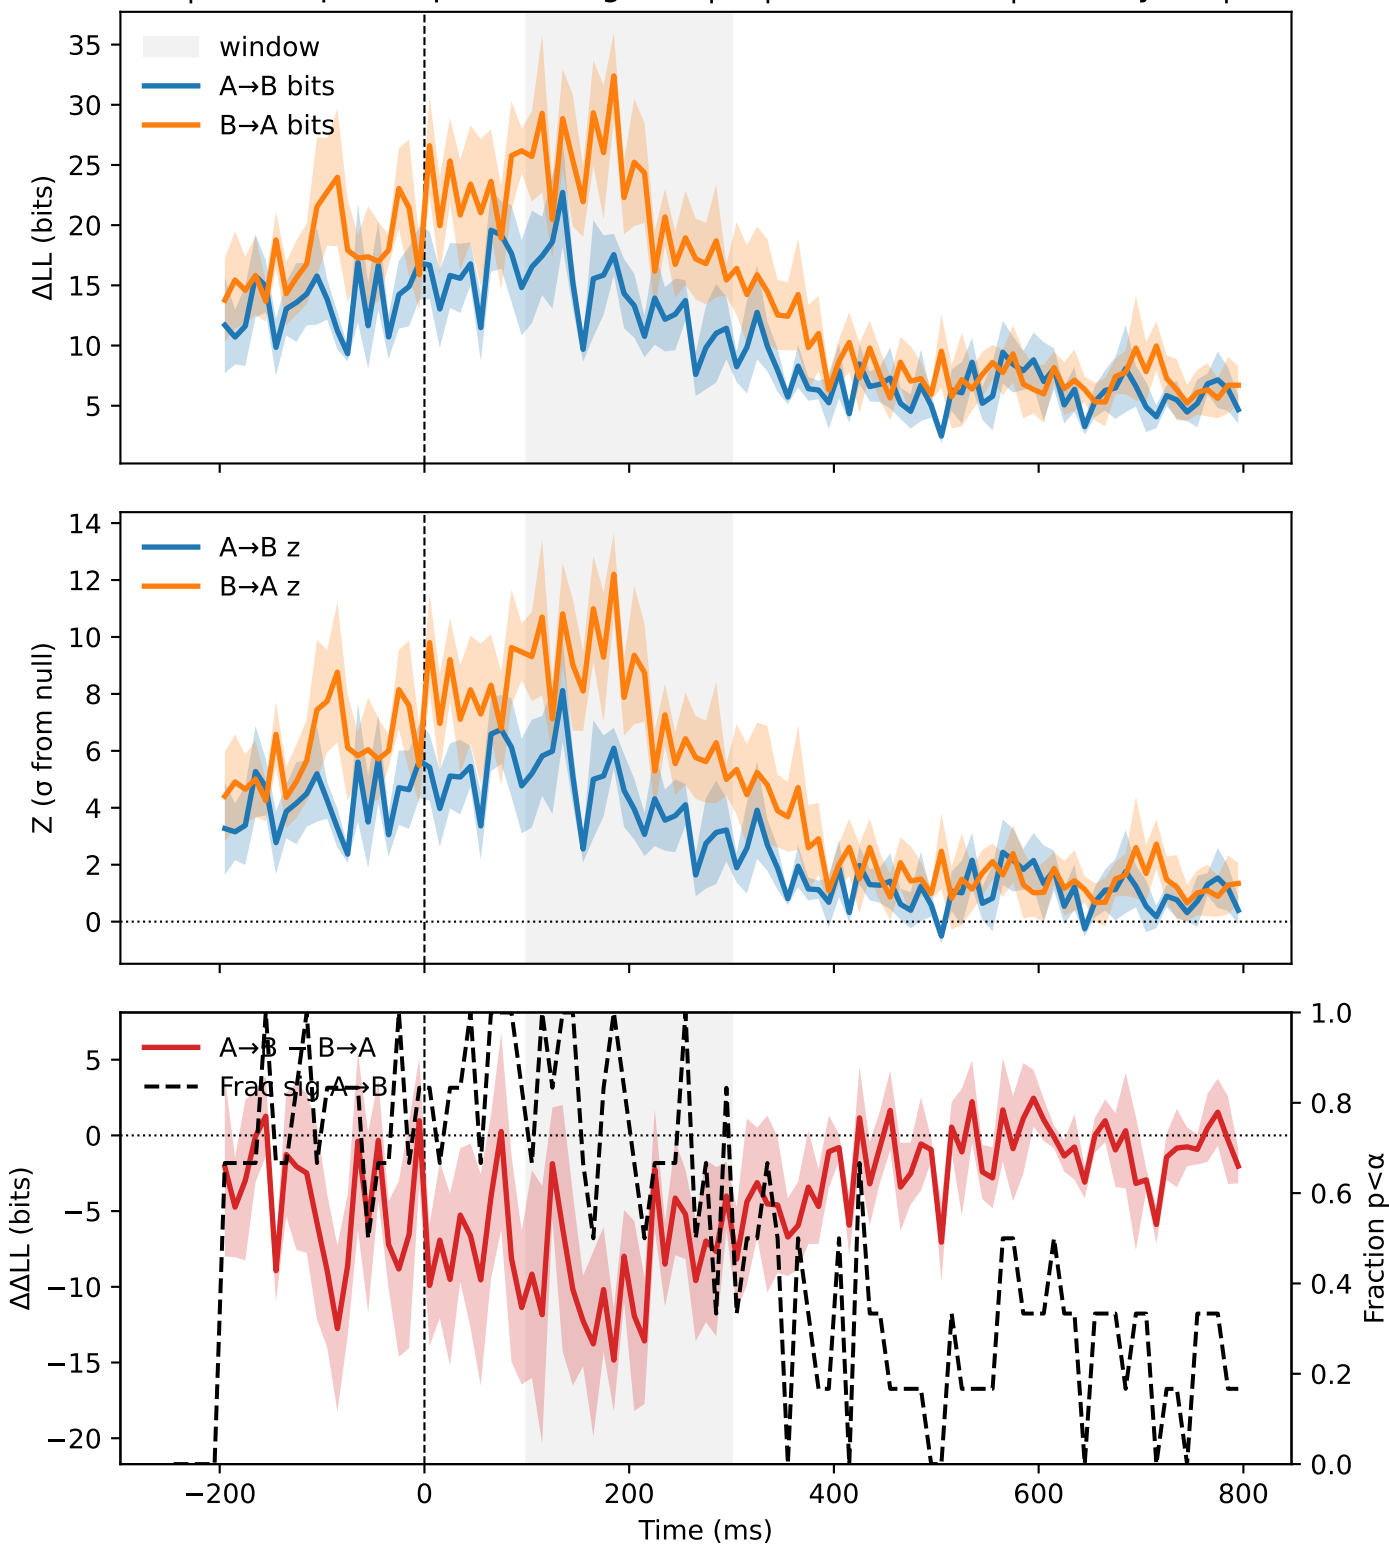 35
30
25
20
15
10
5
ΔLL (bits)
window
A→B bits
B→A bits
14
12
10
8
6
4
2
0
Z (σ from null)
A→B z
B→A z
5
0
−5
−10
−15
−20
ΔΔLL (bits)
A→B − B→A
Frac sig A→B
1.0
0.8
0.6
0.4
0.2
0.0
Fraction p<α
−200
0
200
400
600
800
Time (ms)